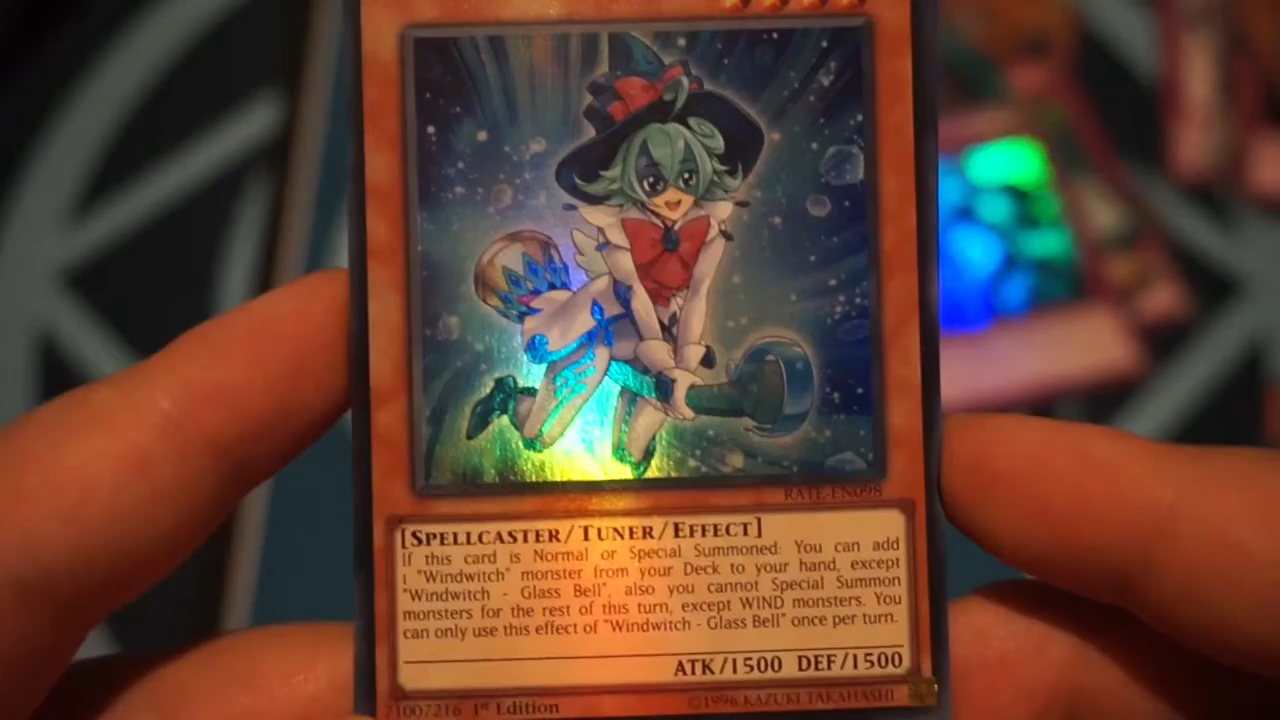 RATE-EN098
[SPELLCASTER/TUNER/EFFECT]
If this card is Normal or Special Summoned: You can add
1 "Windwitch" monster from your Deck to your hand, except
"Windwitch - Glass Bell", also you cannot Special Summon
monsters for the rest of this turn, except WIND monsters. You
can only use this effect of "Windwitch - Glass Bell" once per turn.
ATK/1500 DEF/1500
71007216 1st Edition ©1996 KAZUKI TAKAHASHI